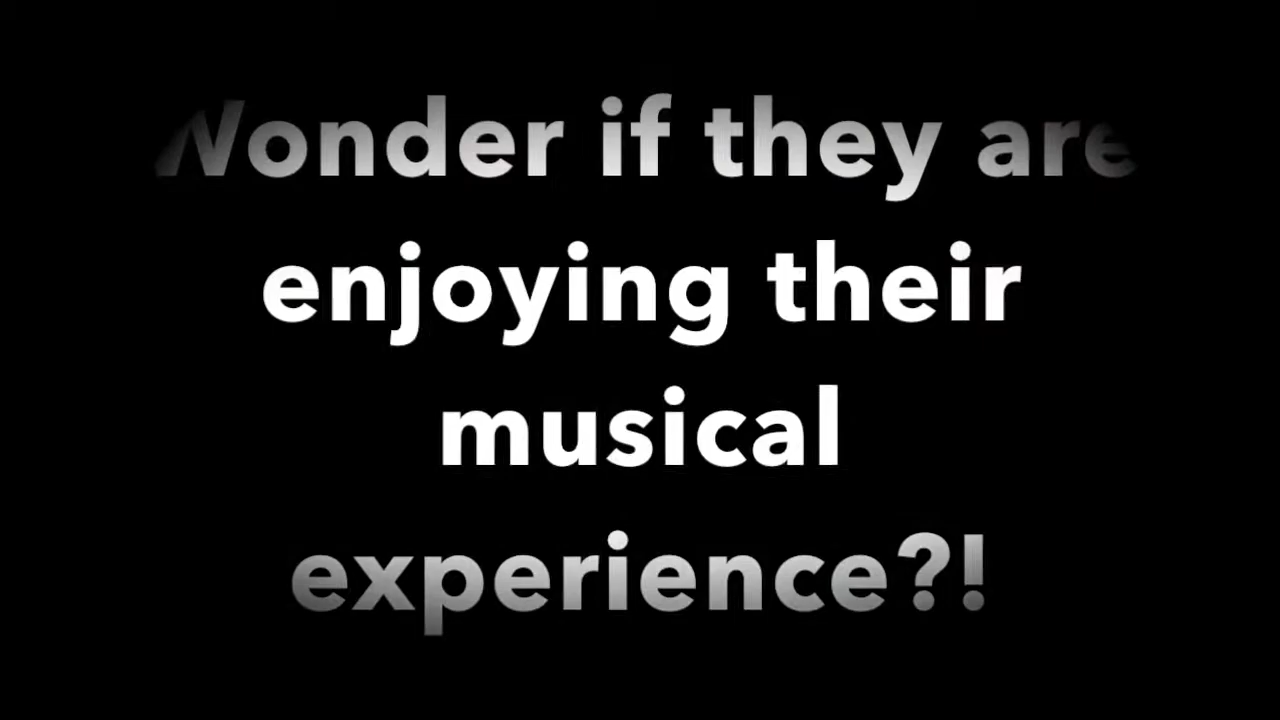 Wonder if they are
enjoying their
musical
experience?!